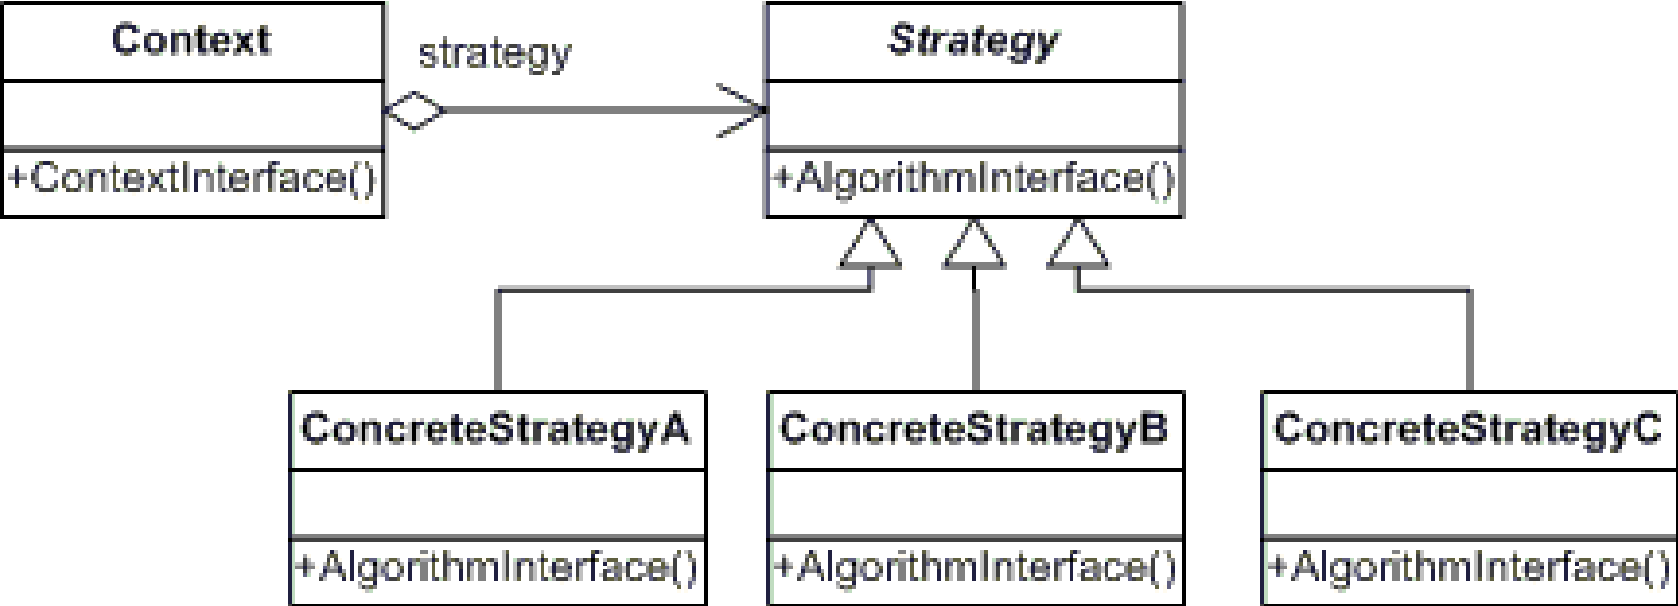 Context
strategy
Strategy
+ContextInterface()
+AlgorithmInterface()
ConcreteStrategyA
ConcreteStrategyB
ConcreteStrategyC
+AlgorithmInterface()
+AlgorithmInterface()
+AlgorithmInterface()